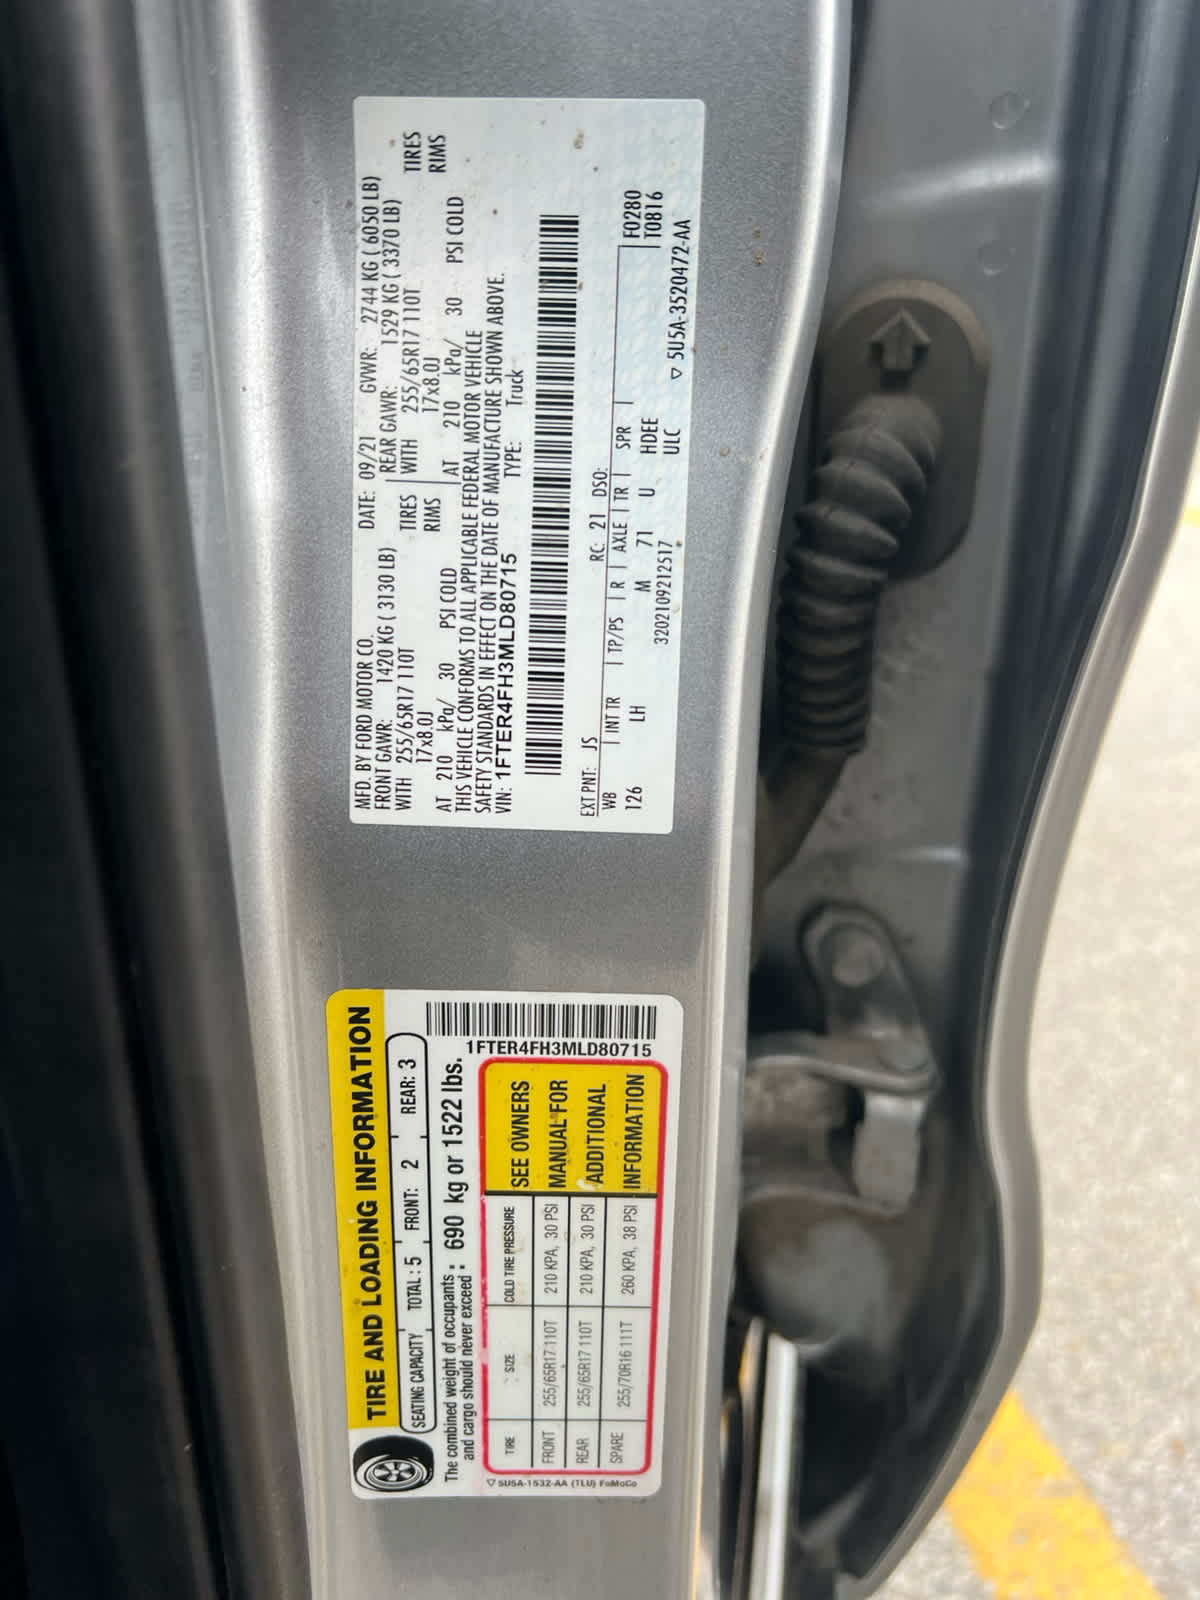 MFD. BY FORD MOTOR CO.
DATE: 09/21 GVWR: 2744 KG ( 6050 LB)
FRONT GAWR: 1420 KG ( 3130 LB) REAR GAWR: 1529 KG ( 3370 LB)
WITH 255/65R17 110T TIRES WITH 255/65R17 110T TIRES
17x8.0J RIMS 17x8.0J RIMS
AT 210 kPa/ 30 PSI COLD AT 210 kPa/ 30 PSI COLD
THIS VEHICLE CONFORMS TO ALL APPLICABLE FEDERAL MOTOR VEHICLE
SAFETY STANDARDS IN EFFECT ON THE DATE OF MANUFACTURE SHOWN ABOVE.
VIN: 1FTER4FH3MLD80715 TYPE: Truck
EXT PNT: JS RC: 21 DSO: F0280
WB INT TR TP/PS R AXLE TR SPR T0816
126 LH M 71 U HDEE
3202109212517 ULC
▽ 5U5A-3520472-AA
TIRE AND LOADING INFORMATION
SEATING CAPACITY TOTAL : 5 FRONT: 2 REAR: 3
The combined weight of occupants
and cargo should never exceed : 690 kg or 1522 lbs.
1FTER4FH3MLD80715
TIRE SIZE COLD TIRE PRESSURE
FRONT 255/65R17 110T 210 KPA, 30 PSI
REAR 255/65R17 110T 210 KPA, 30 PSI
SPARE 255/70R16 111T 260 KPA, 38 PSI
SEE OWNERS
MANUAL FOR
ADDITIONAL
INFORMATION
▽ 5U5A-1532-AA (TLU) FoMoCo